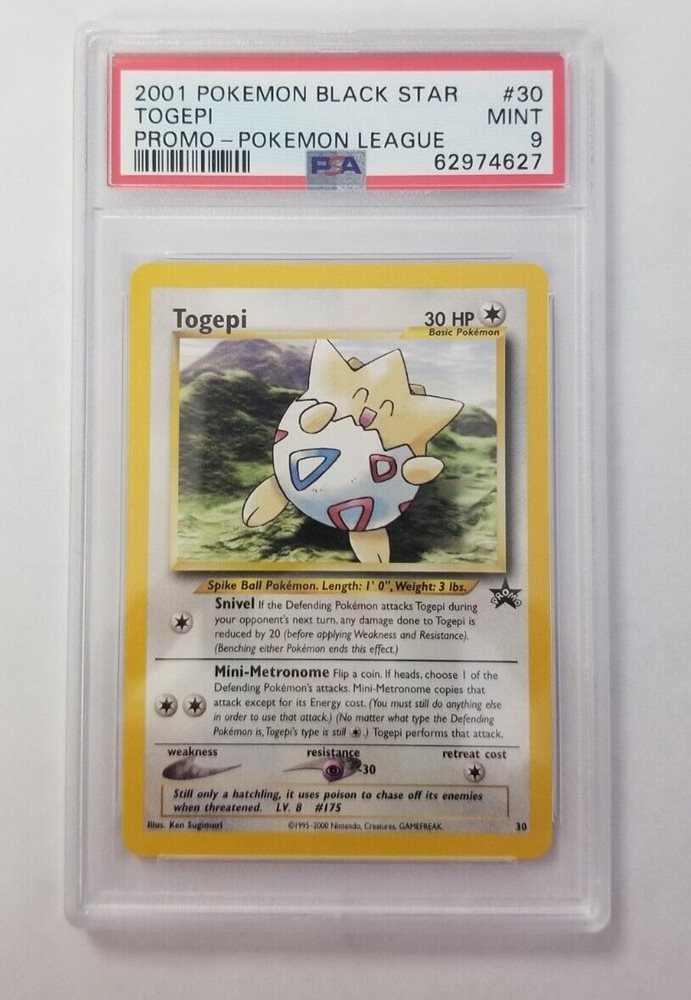 2001 POKEMON BLACK STAR #30
TOGEPI MINT
PROMO – POKEMON LEAGUE 9
PSA 62974627
Togepi 30 HP
Basic Pokémon
Spike Ball Pokémon. Length: 1' 0", Weight: 3 lbs.
PROMO
Snivel If the Defending Pokémon attacks Togepi during
your opponent's next turn, any damage done to Togepi is
reduced by 20 (before applying Weakness and Resistance).
(Benching either Pokémon ends this effect.)
Mini-Metronome Flip a coin. If heads, choose 1 of the
Defending Pokémon's attacks. Mini-Metronome copies that
attack except for its Energy cost. (You must still do anything else
in order to use that attack.) (No matter what type the Defending
Pokémon is, Togepi's type is still .) Togepi performs that attack.
weakness resistance retreat cost
-30
Still only a hatchling, it uses poison to chase off its enemies
when threatened. LV. 8 #175
Illus. Ken Sugimori ©1995-2000 Nintendo, Creatures, GAMEFREAK. 30